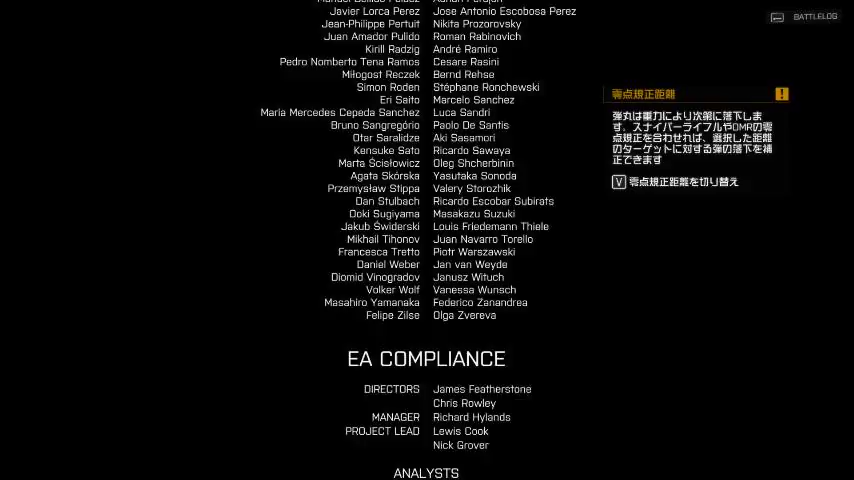 BATTLELOG
Javier Lorca Perez Jose Antonio Escobosa Perez
Jean-Philippe Pertuit Nikita Prozorovsky
Juan Amador Pulido Roman Rabinovich
Kirill Radzig André Ramiro
Pedro Nomberto Tena Ramos Cesare Rasini
Miłogost Reczek Bernd Rehse
Simon Roden Stéphane Ronchewski
Eri Saito Marcelo Sanchez
Maria Mercedes Cepeda Sanchez Luca Sandri
Bruno Sangregório Paolo De Santis
Otar Saralidze Aki Sasamori
Kensuke Sato Ricardo Sawaya
Marta Ścisłowicz Oleg Shcherbinin
Agata Skórska Yasutaka Sonoda
Przemysław Stippa Valery Storozhik
Dan Stulbach Ricardo Escobar Subirats
Ooki Sugiyama Masakazu Suzuki
Jakub Świderski Louis Friedemann Thiele
Mikhail Tihonov Juan Navarro Torello
Francesca Tretto Piotr Warszawski
Daniel Weber Jan van Weyde
Diomid Vinogradov Janusz Wituch
Volker Wolf Vanessa Wunsch
Masahiro Yamanaka Federico Zanandrea
Felipe Zilse Olga Zvereva
零点規正距離 !
弾丸は重力により次第に落下しま
す。スナイパーライフルやDMRの零
点規正を合わせれば、選択した距離
のターゲットに対する弾の落下を補
正できます
V 零点規正距離を切り替え
EA COMPLIANCE
DIRECTORS James Featherstone
Chris Rowley
MANAGER Richard Hylands
PROJECT LEAD Lewis Cook
Nick Grover
ANALYSTS